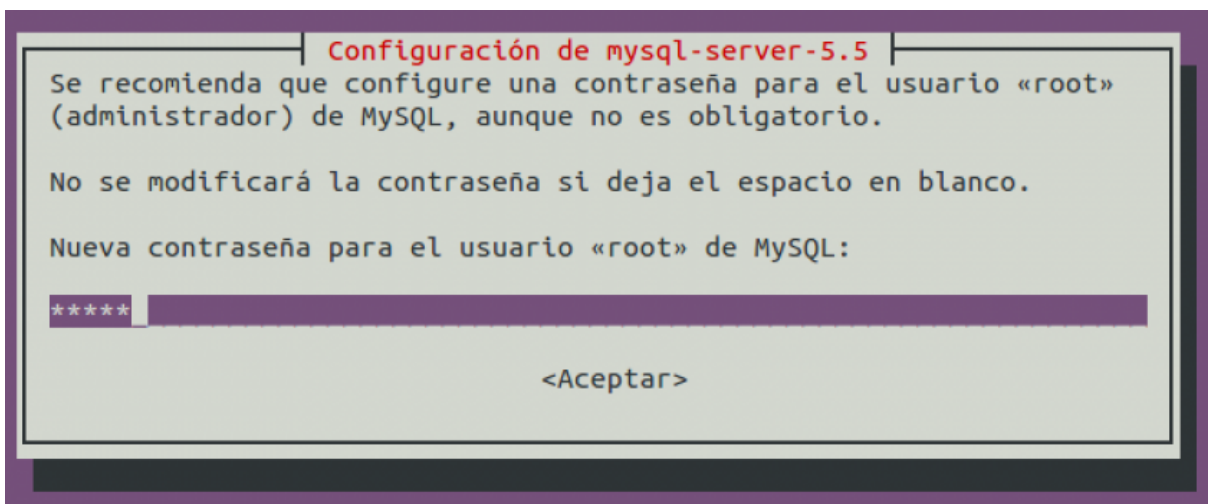 Configuración de mysql-server-5.5
Se recomienda que configure una contraseña para el usuario «root»
(administrador) de MySQL, aunque no es obligatorio.
No se modificará la contraseña si deja el espacio en blanco.
Nueva contraseña para el usuario «root» de MySQL:
*****_
<Aceptar>